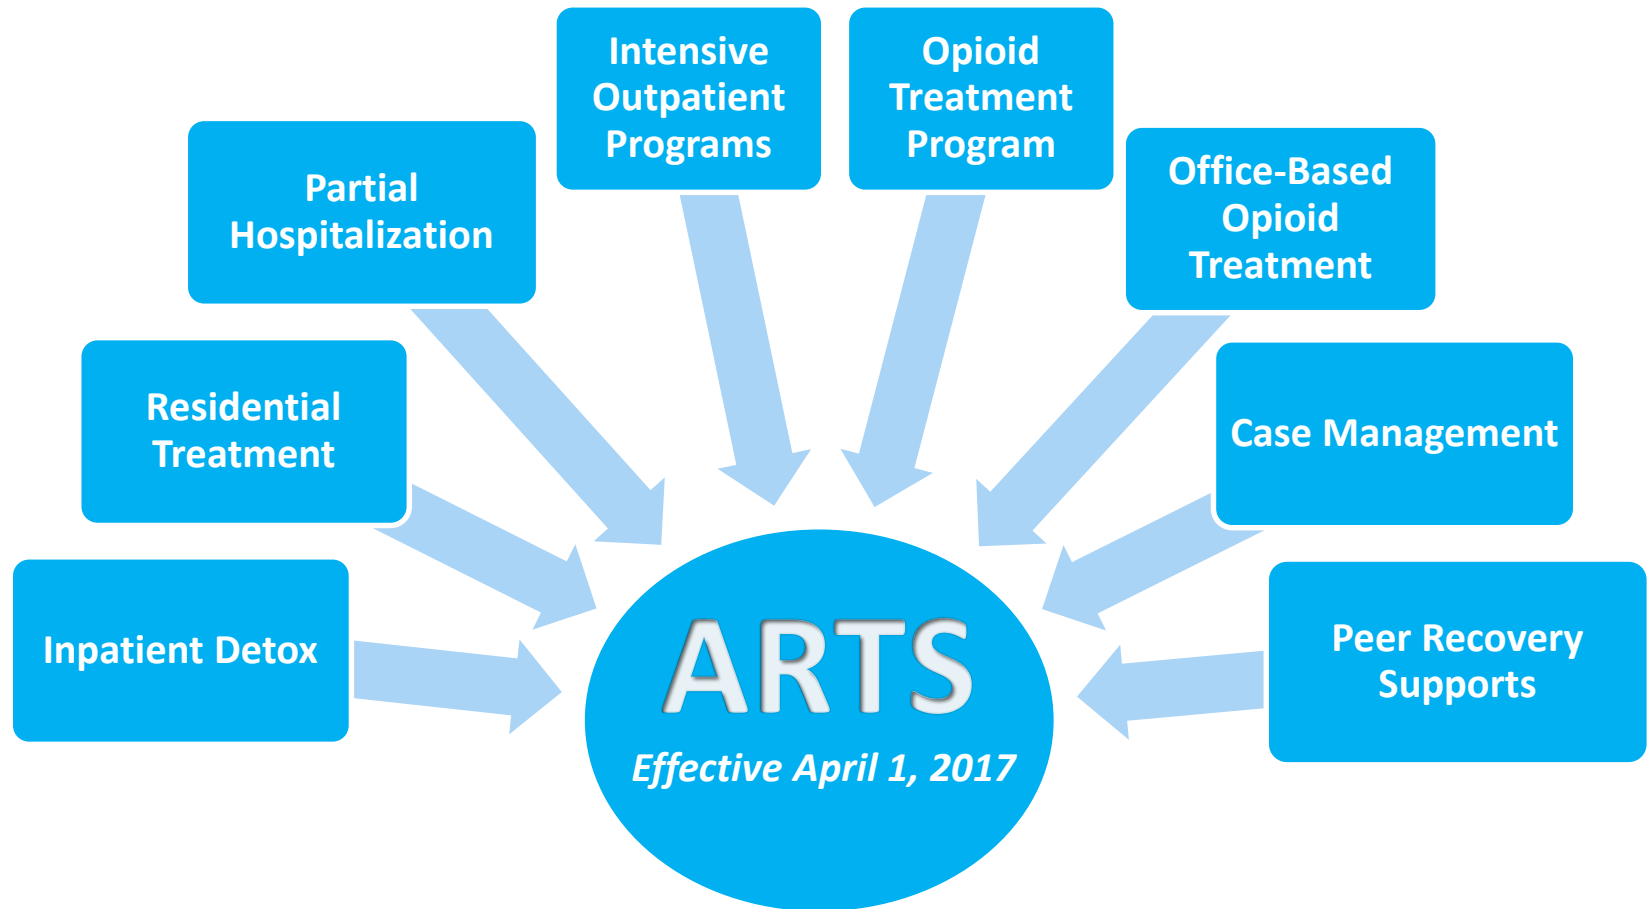 Intensive
Outpatient
Programs
Opioid
Treatment
Program
Partial
Hospitalization
Office-Based
Opioid
Treatment
Residential
Treatment
Case Management
Inpatient Detox
Peer Recovery
Supports
ARTS
Effective April 1, 2017